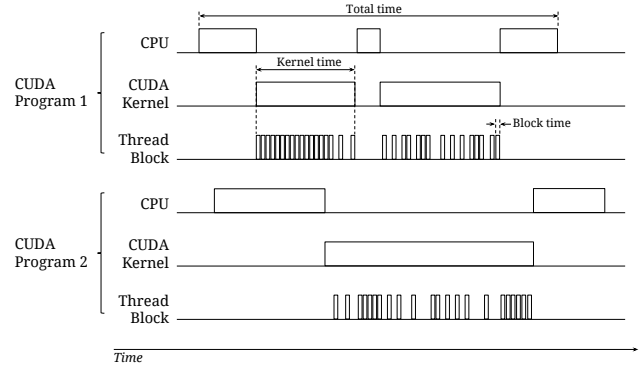 Total time
CPU
Kernel time
CUDA
Program 1
CUDA
Kernel
Block time
Thread
Block
CPU
CUDA
Program 2
CUDA
Kernel
Thread
Block
Time